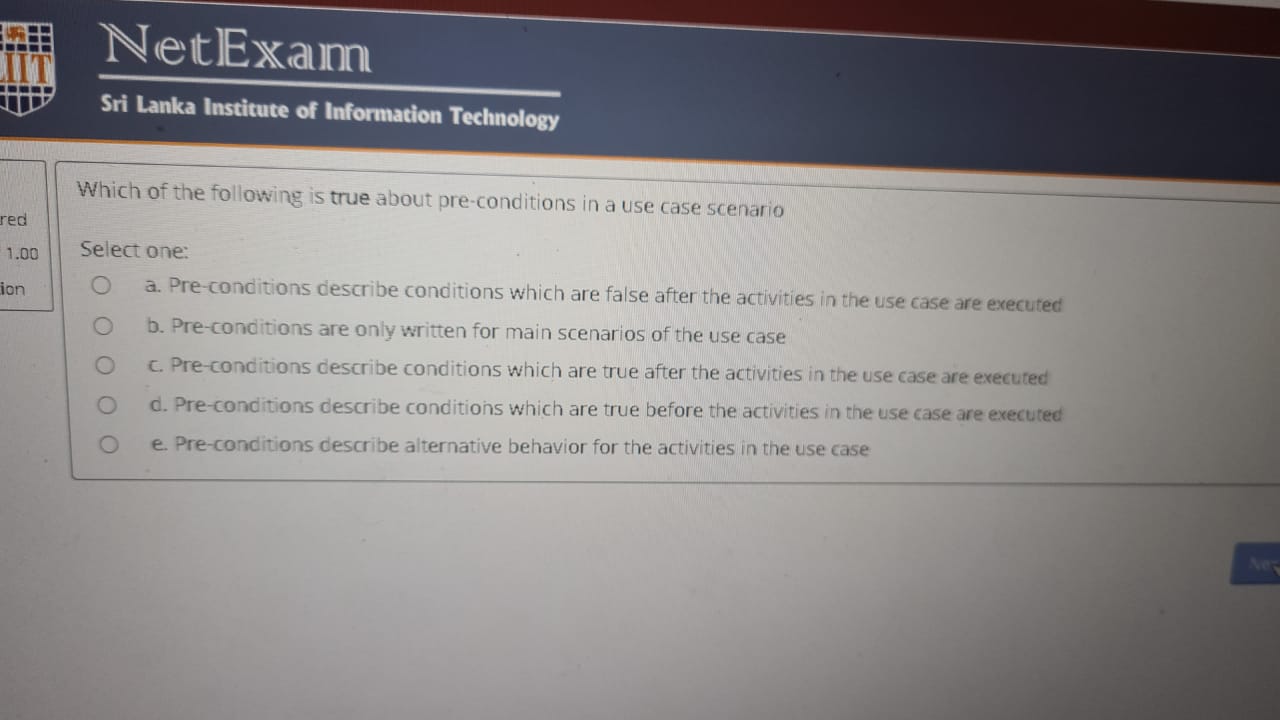 IIT
NetExam
Sri Lanka Institute of Information Technology
red
1.00
ion
Which of the following is true about pre-conditions in a use case scenario
Select one:
a. Pre-conditions describe conditions which are false after the activities in the use case are executed
b. Pre-conditions are only written for main scenarios of the use case
c. Pre-conditions describe conditions which are true after the activities in the use case are executed
d. Pre-conditions describe conditions which are true before the activities in the use case are executed
e. Pre-conditions describe alternative behavior for the activities in the use case